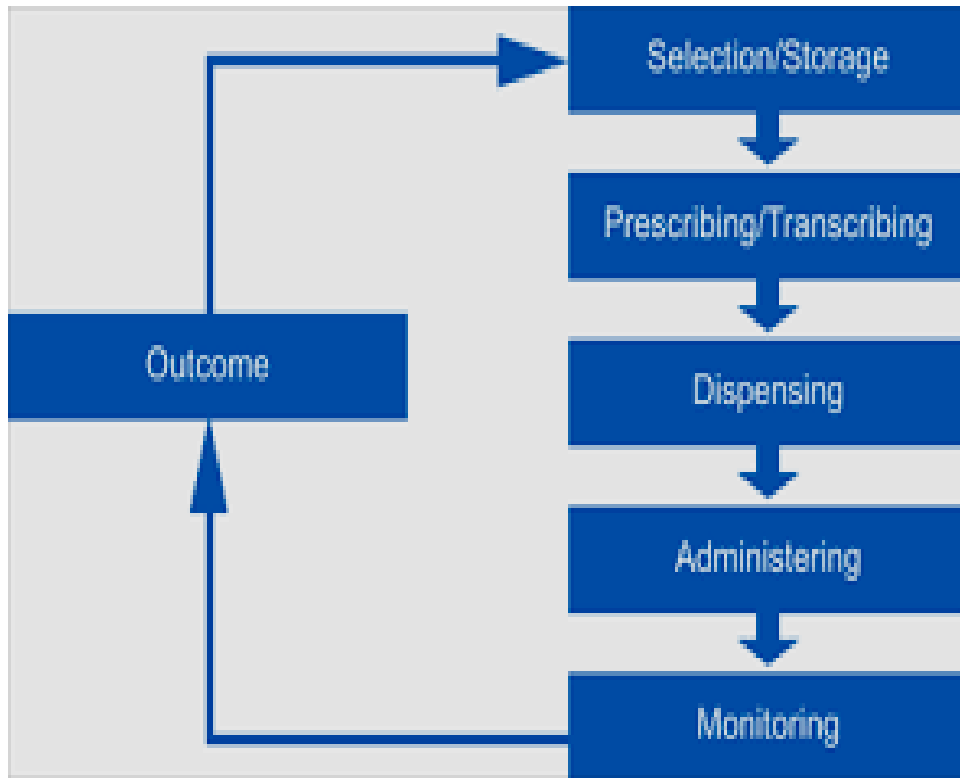 Selection/Storage
Prescribing/Transcribing
Outcome
Dispensing
Administering
Monitoring